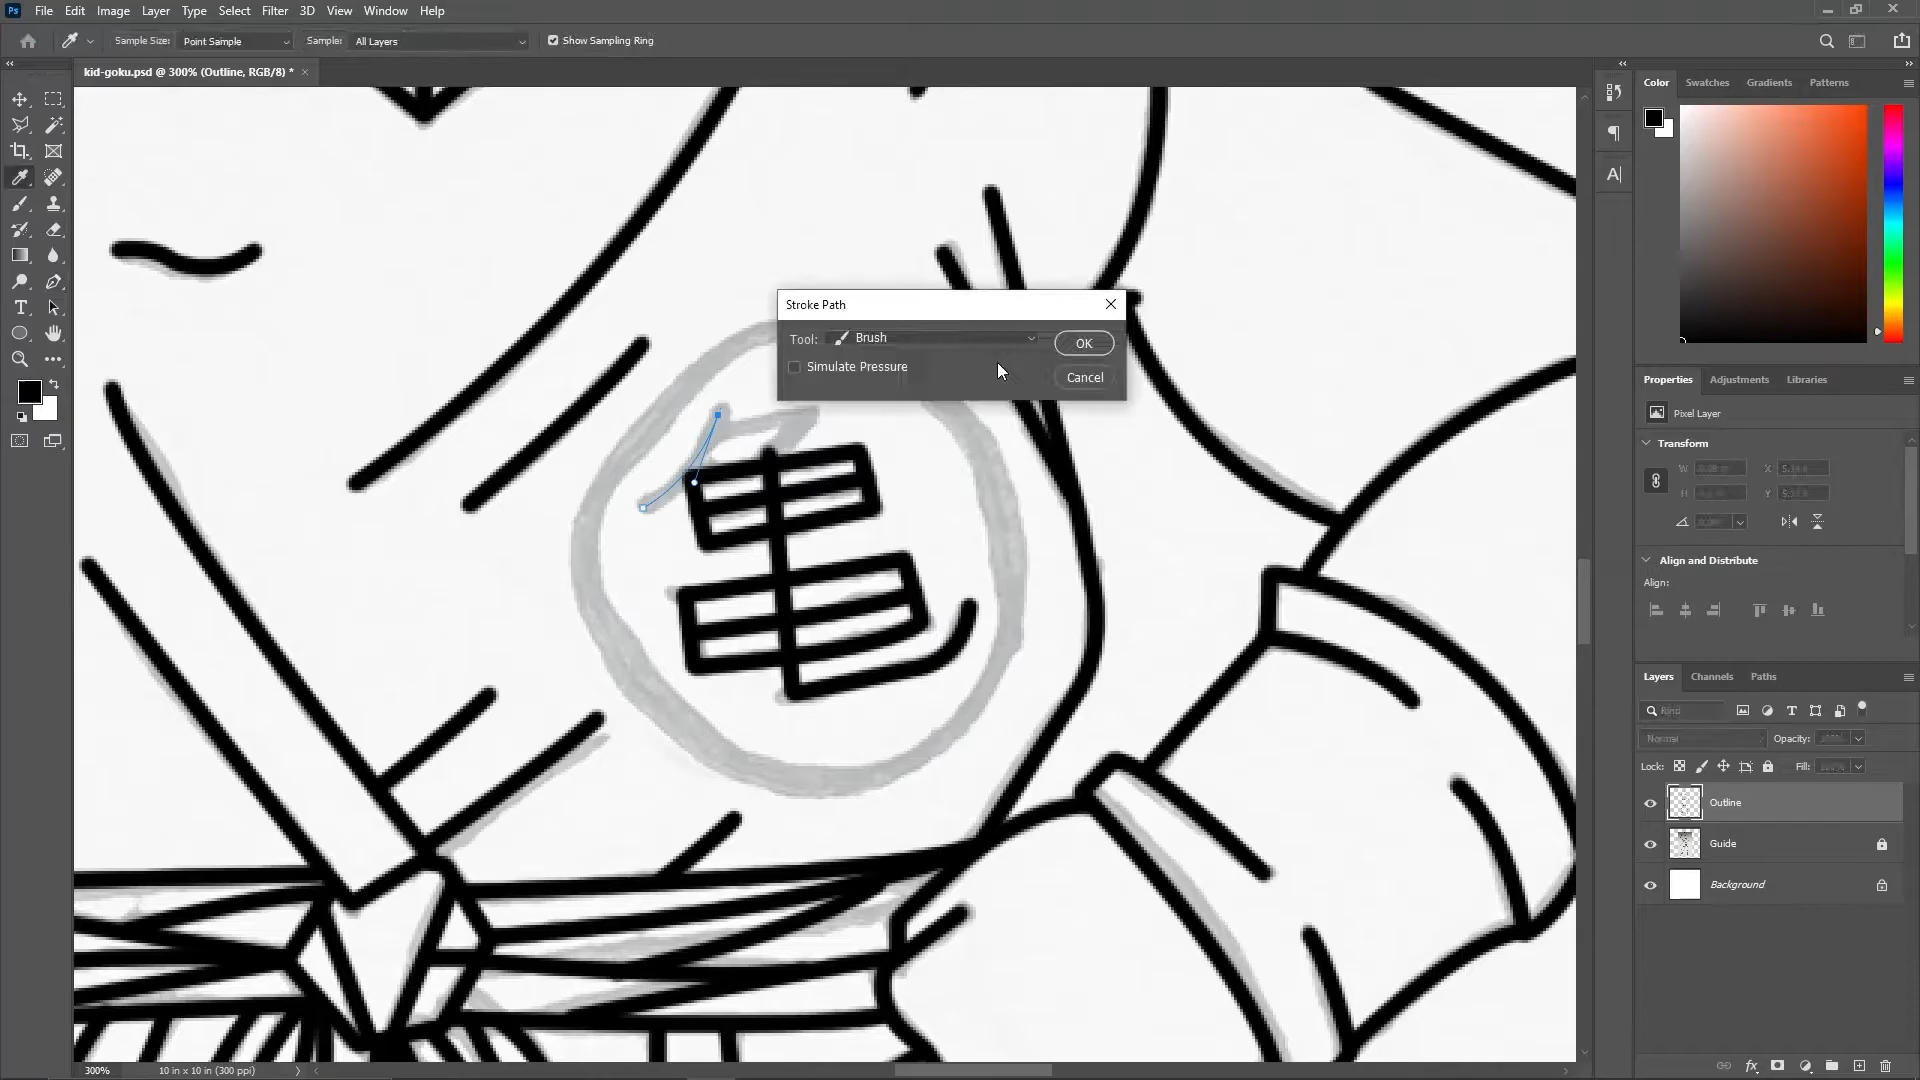 Ps File Edit Image Layer Type Select Filter 3D View Window Help
Sample Size: Point Sample Sample: All Layers Show Sampling Ring
kid-goku.psd @ 300% (Outline, RGB/8) * ×
Color Swatches Gradients Patterns
Stroke Path
Tool: Brush OK
Simulate Pressure Cancel
Properties Adjustments Libraries
Pixel Layer
Transform
W X
H Y
Align and Distribute
Align:
Layers Channels Paths
Kind
Normal Opacity:
Lock: Fill:
Outline
Guide
Background
300% 10 in x 10 in (300 ppi)